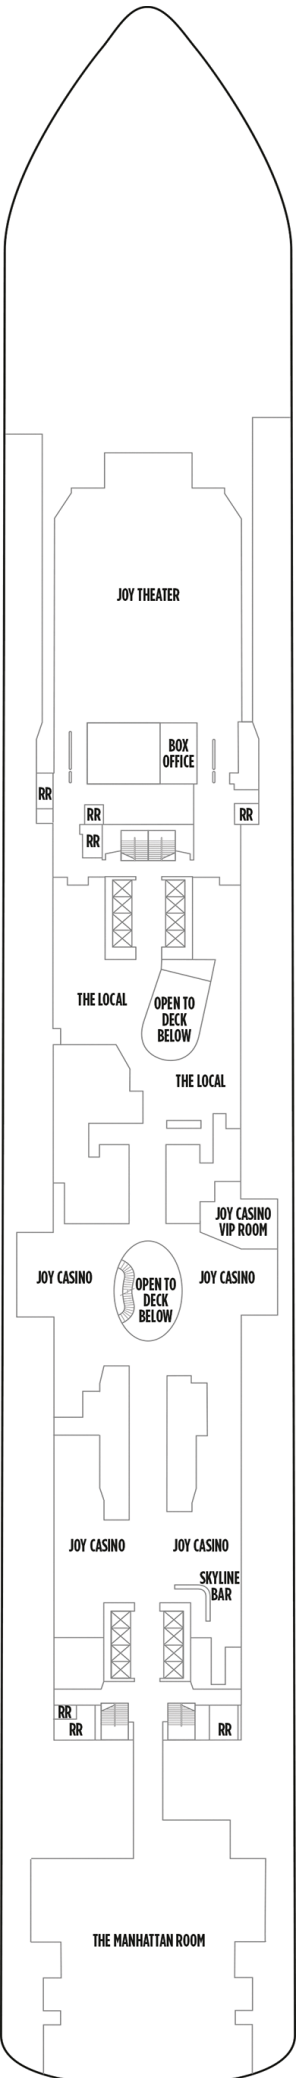 JOY THEATER
BOX
OFFICE
RR
RR
RR
RR
THE LOCAL
OPEN TO
DECK
BELOW
THE LOCAL
JOY CASINO
VIP ROOM
JOY CASINO
OPEN TO
DECK
BELOW
JOY CASINO
JOY CASINO
JOY CASINO
SKYLINE
BAR
RR
RR
RR
THE MANHATTAN ROOM